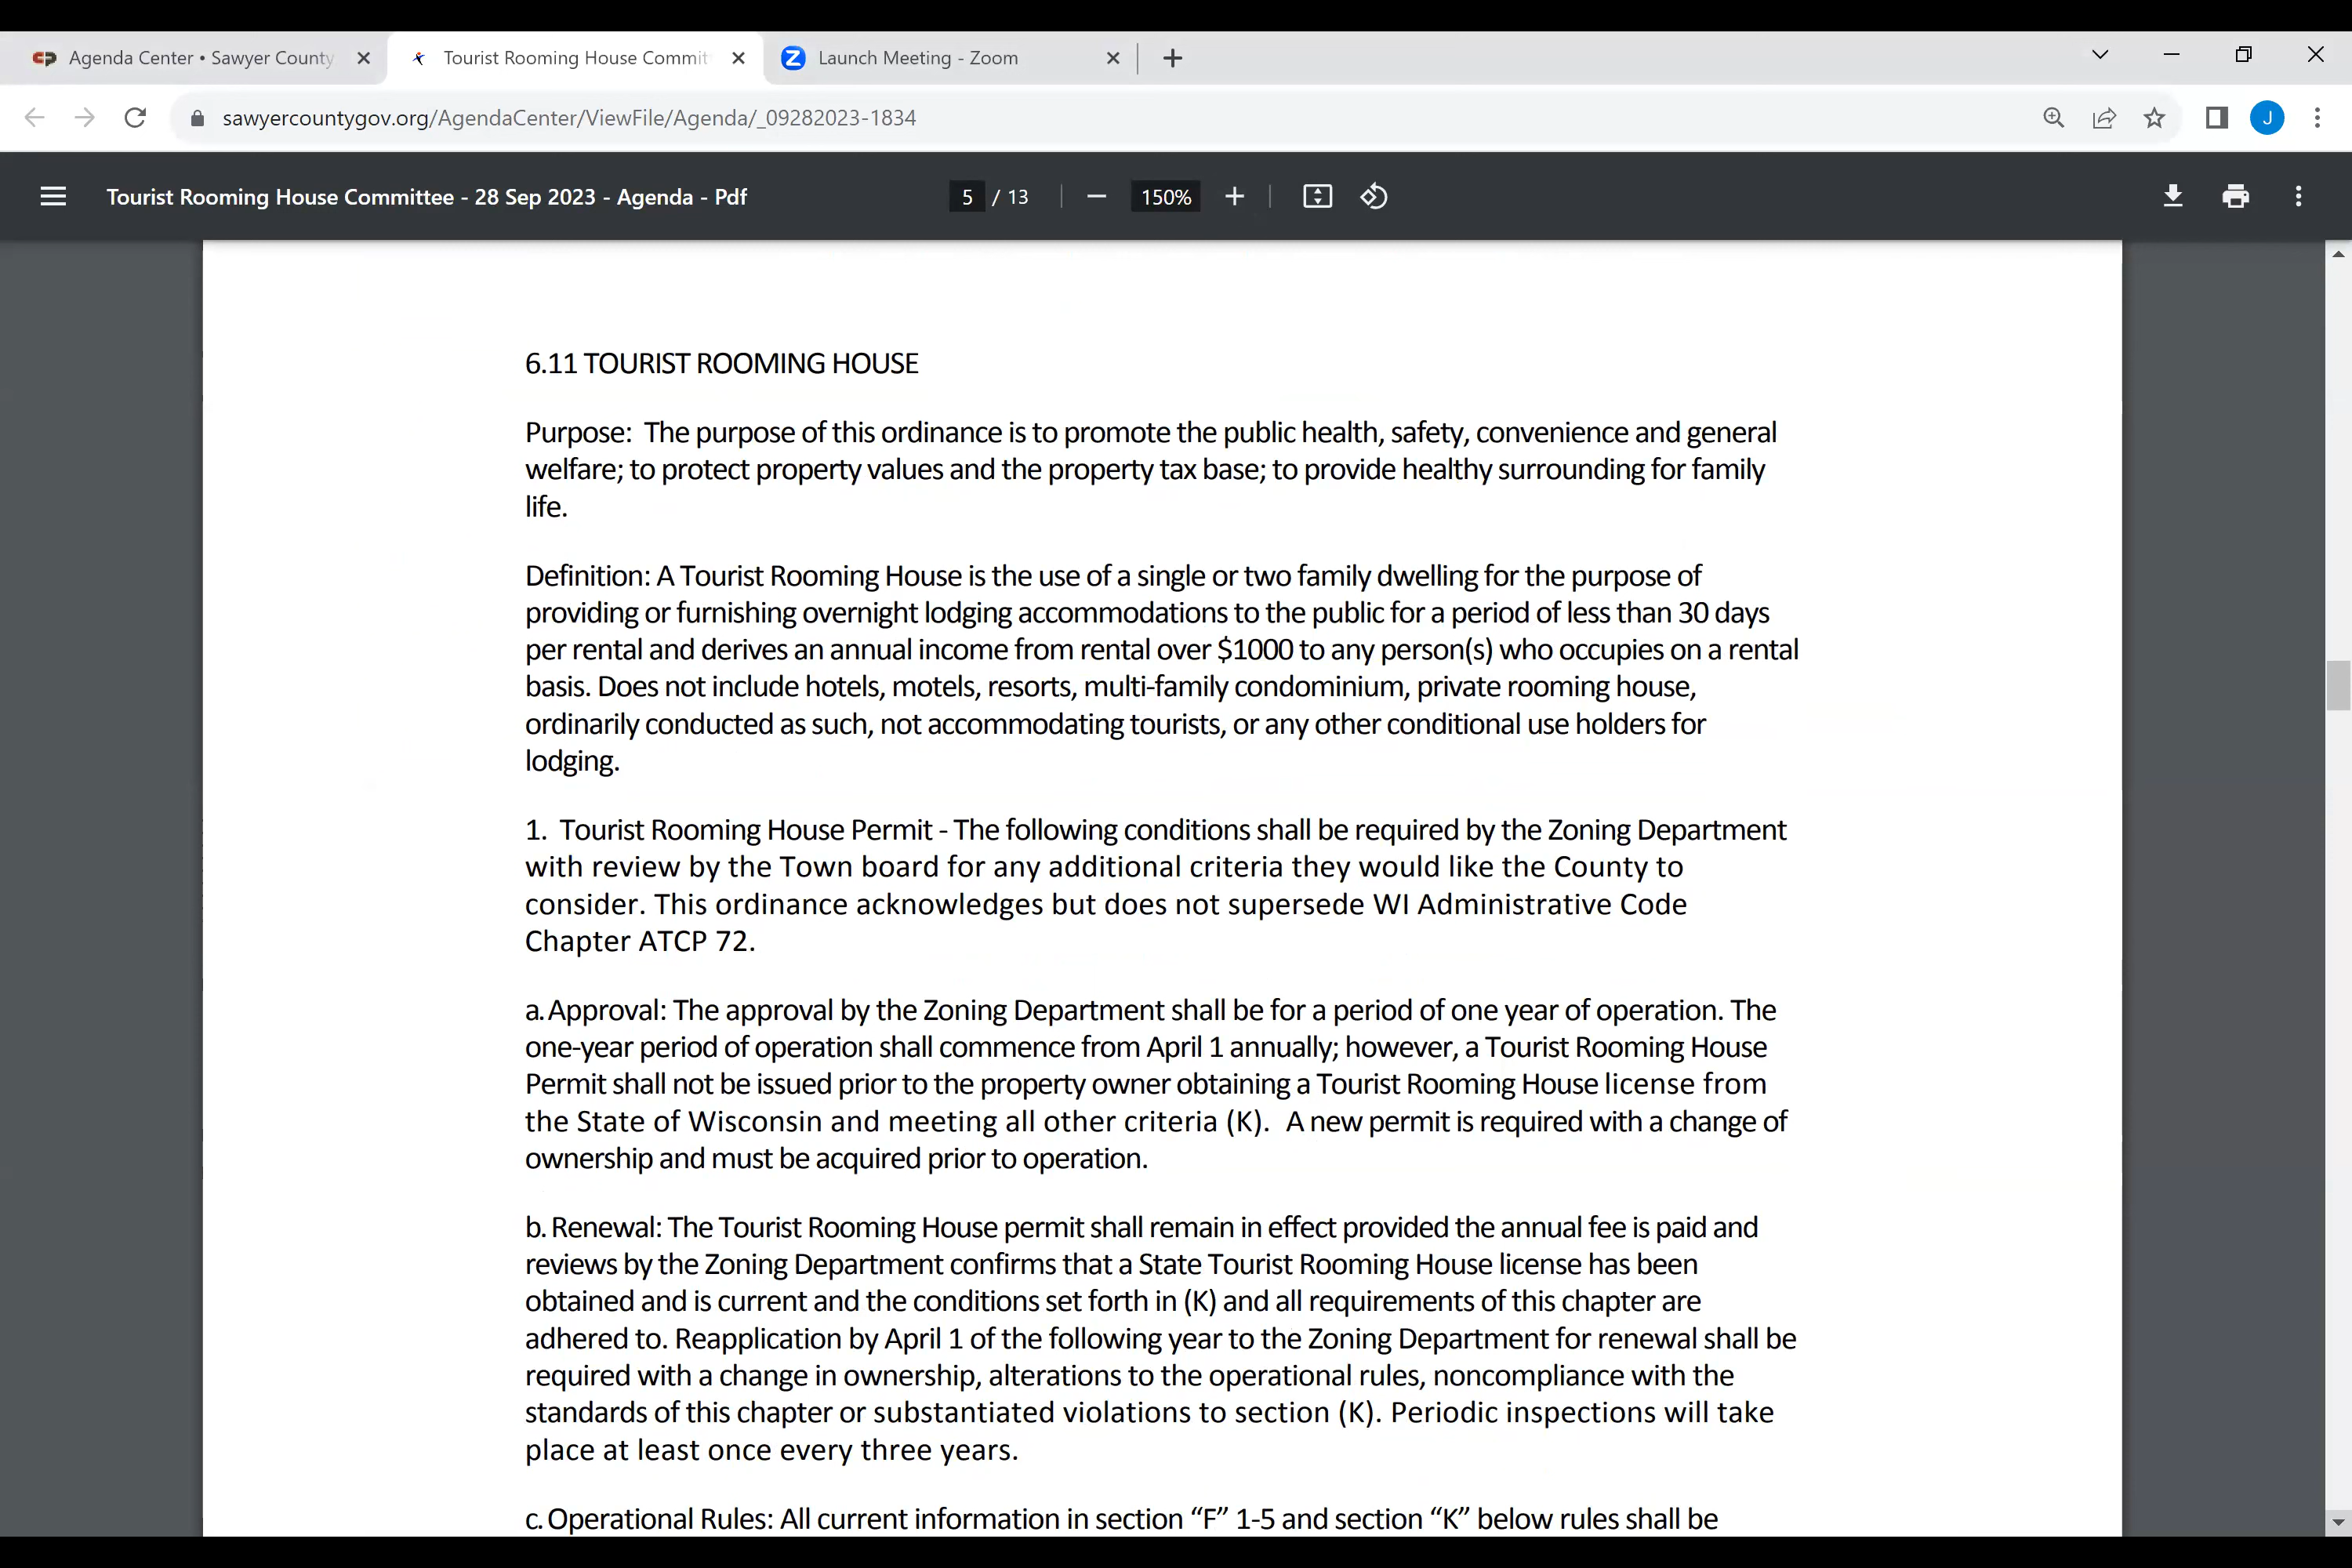 Agenda Center • Sawyer County
Tourist Rooming House Commit
Launch Meeting - Zoom
sawyercountygov.org/AgendaCenter/ViewFile/Agenda/_09282023-1834
J
Tourist Rooming House Committee - 28 Sep 2023 - Agenda - Pdf
5 / 13
150%
6.11 TOURIST ROOMING HOUSE
Purpose: The purpose of this ordinance is to promote the public health, safety, convenience and general
welfare; to protect property values and the property tax base; to provide healthy surrounding for family
life.
Definition: A Tourist Rooming House is the use of a single or two family dwelling for the purpose of
providing or furnishing overnight lodging accommodations to the public for a period of less than 30 days
per rental and derives an annual income from rental over $1000 to any person(s) who occupies on a rental
basis. Does not include hotels, motels, resorts, multi-family condominium, private rooming house,
ordinarily conducted as such, not accommodating tourists, or any other conditional use holders for
lodging.
1. Tourist Rooming House Permit - The following conditions shall be required by the Zoning Department
with review by the Town board for any additional criteria they would like the County to
consider. This ordinance acknowledges but does not supersede WI Administrative Code
Chapter ATCP 72.
a. Approval: The approval by the Zoning Department shall be for a period of one year of operation. The
one-year period of operation shall commence from April 1 annually; however, a Tourist Rooming House
Permit shall not be issued prior to the property owner obtaining a Tourist Rooming House license from
the State of Wisconsin and meeting all other criteria (K). A new permit is required with a change of
ownership and must be acquired prior to operation.
b. Renewal: The Tourist Rooming House permit shall remain in effect provided the annual fee is paid and
reviews by the Zoning Department confirms that a State Tourist Rooming House license has been
obtained and is current and the conditions set forth in (K) and all requirements of this chapter are
adhered to. Reapplication by April 1 of the following year to the Zoning Department for renewal shall be
required with a change in ownership, alterations to the operational rules, noncompliance with the
standards of this chapter or substantiated violations to section (K). Periodic inspections will take
place at least once every three years.
c. Operational Rules: All current information in section “F” 1-5 and section “K” below rules shall be